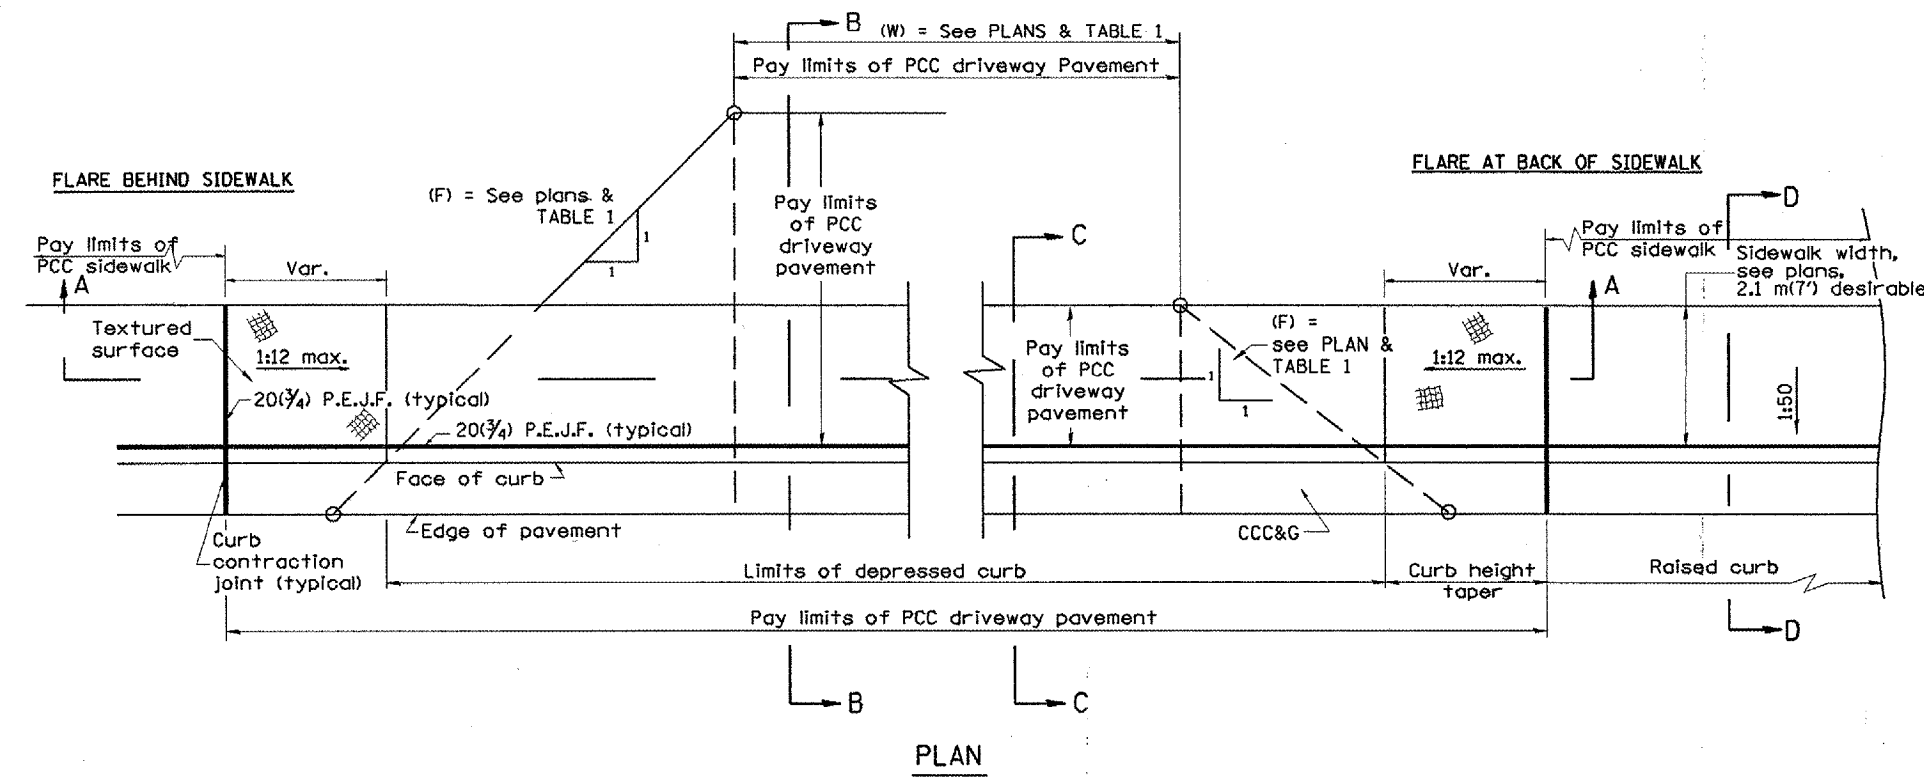 B
(W) = See PLANS & TABLE 1
Pay limits of PCC driveway Pavement
FLARE BEHIND SIDEWALK
FLARE AT BACK OF SIDEWALK
(F) = See plans &
TABLE 1
1
1
Pay limits
of PCC
driveway
pavement
C
D
Pay limits of
PCC sidewalk
Var.
A
Var.
Pay limits of
PCC sidewalk
Sidewalk width,
see plans.
2.1 m(7') desirable
A
Textured
surface
1:12 max.
20(3/4) P.E.J.F. (typical)
20(3/4) P.E.J.F. (typical)
Pay limits
of PCC
driveway
pavement
(F) =
see PLAN &
TABLE 1
1
1
1:12 max.
1:50
Face of curb
Edge of pavement
CCC&G
Curb
contraction
joint (typical)
Limits of depressed curb
Curb height
taper
Raised curb
Pay limits of PCC driveway pavement
D
B
C
PLAN